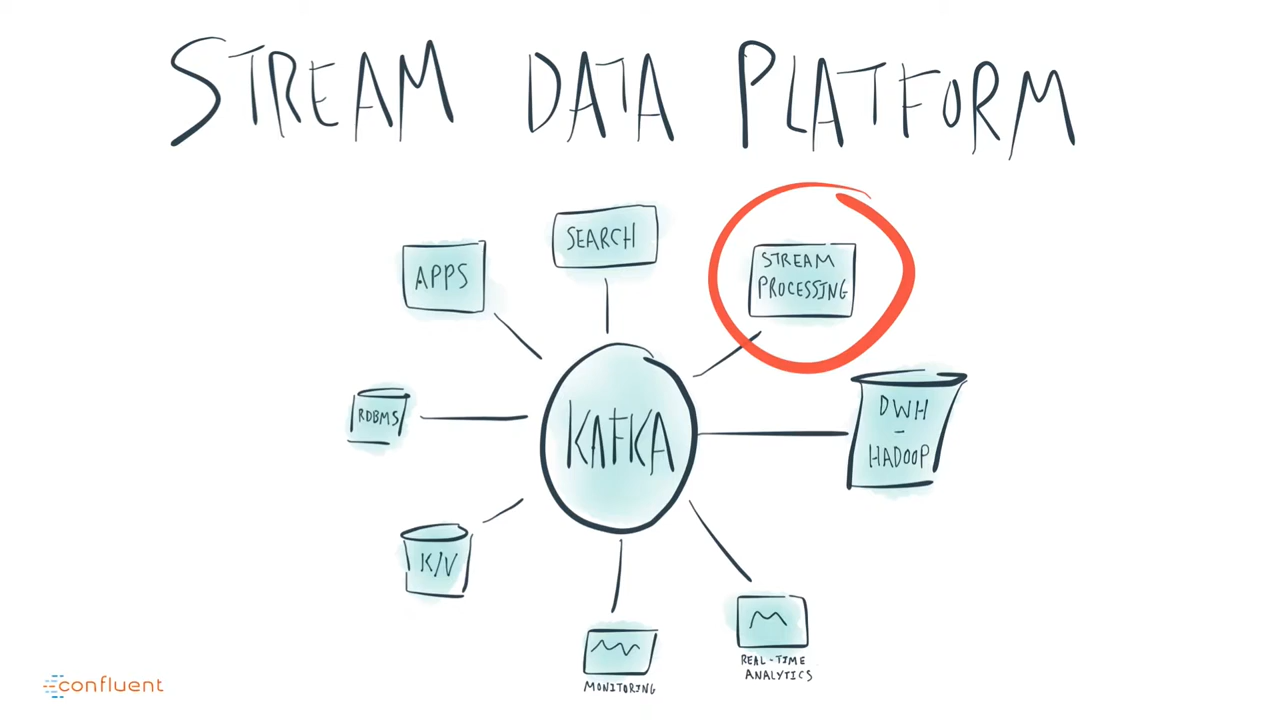 STREAM DATA PLATFORM
SEARCH
APPS
STREAM
PROCESSING
KAFKA
RDBMS
DWH
-
HADOOP
K/V
MONITORING
REAL-TIME
ANALYTICS
confluent